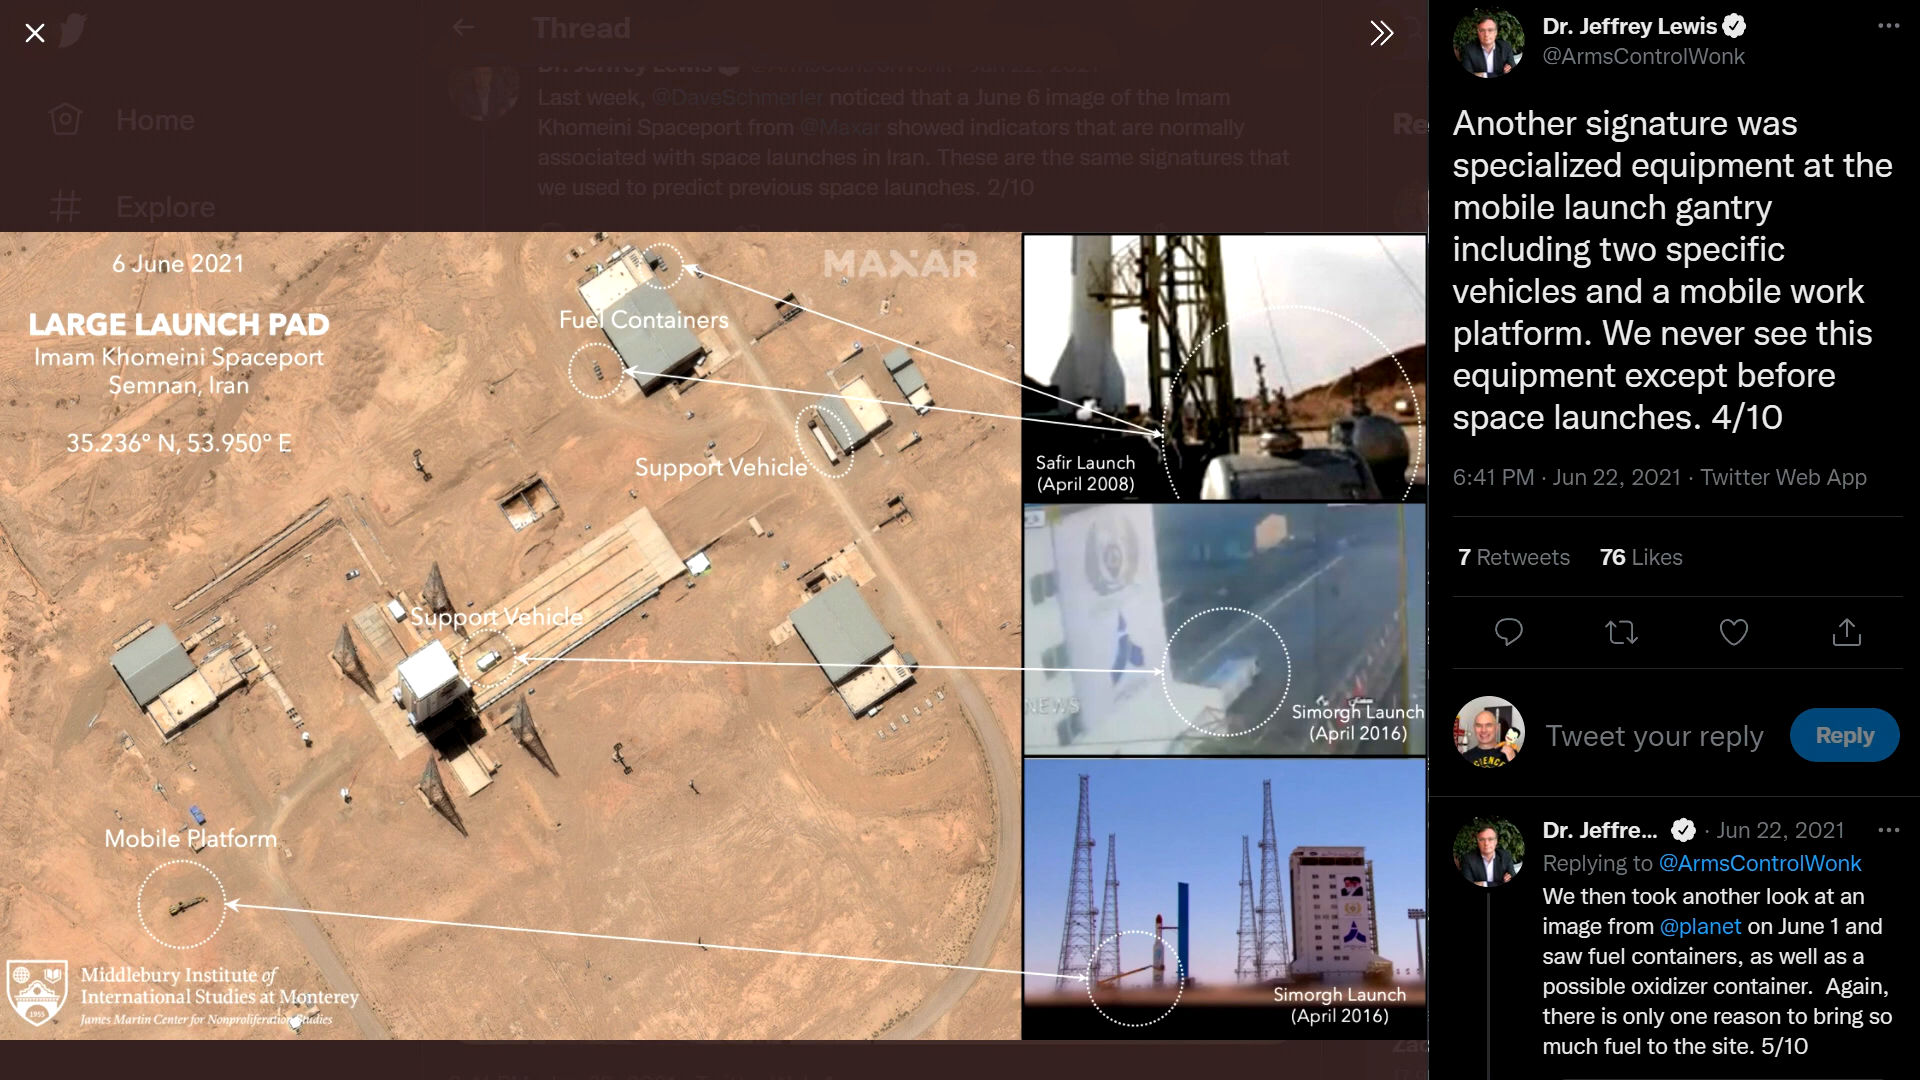 Thread
Dr. Jeffrey Lewis @ArmsControlWonk · Jun 22, 2021
Last week, @DaveSchmerler noticed that a June 6 image of the Imam
Khomeini Spaceport from @Maxar showed indicators that are normally
associated with space launches in Iran. These are the same signatures that
we used to predict previous space launches. 2/10
Home
Explore
Re
6 June 2021
LARGE LAUNCH PAD
Imam Khomeini Spaceport
Semnan, Iran
35.236° N, 53.950° E
MAXAR
Fuel Containers
Support Vehicle
Support Vehicle
Mobile Platform
Middlebury Institute of
International Studies at Monterey
James Martin Center for Nonproliferation Studies
1955
Safir Launch
(April 2008)
NEWS
Simorgh Launch
(April 2016)
Simorgh Launch
(April 2016)
Dr. Jeffrey Lewis
@ArmsControlWonk
Another signature was
specialized equipment at the
mobile launch gantry
including two specific
vehicles and a mobile work
platform. We never see this
equipment except before
space launches. 4/10
6:41 PM · Jun 22, 2021 · Twitter Web App
7 Retweets 76 Likes
Tweet your reply
Reply
Dr. Jeffre... · Jun 22, 2021
Replying to @ArmsControlWonk
We then took another look at an
image from @planet on June 1 and
saw fuel containers, as well as a
possible oxidizer container. Again,
there is only one reason to bring so
much fuel to the site. 5/10